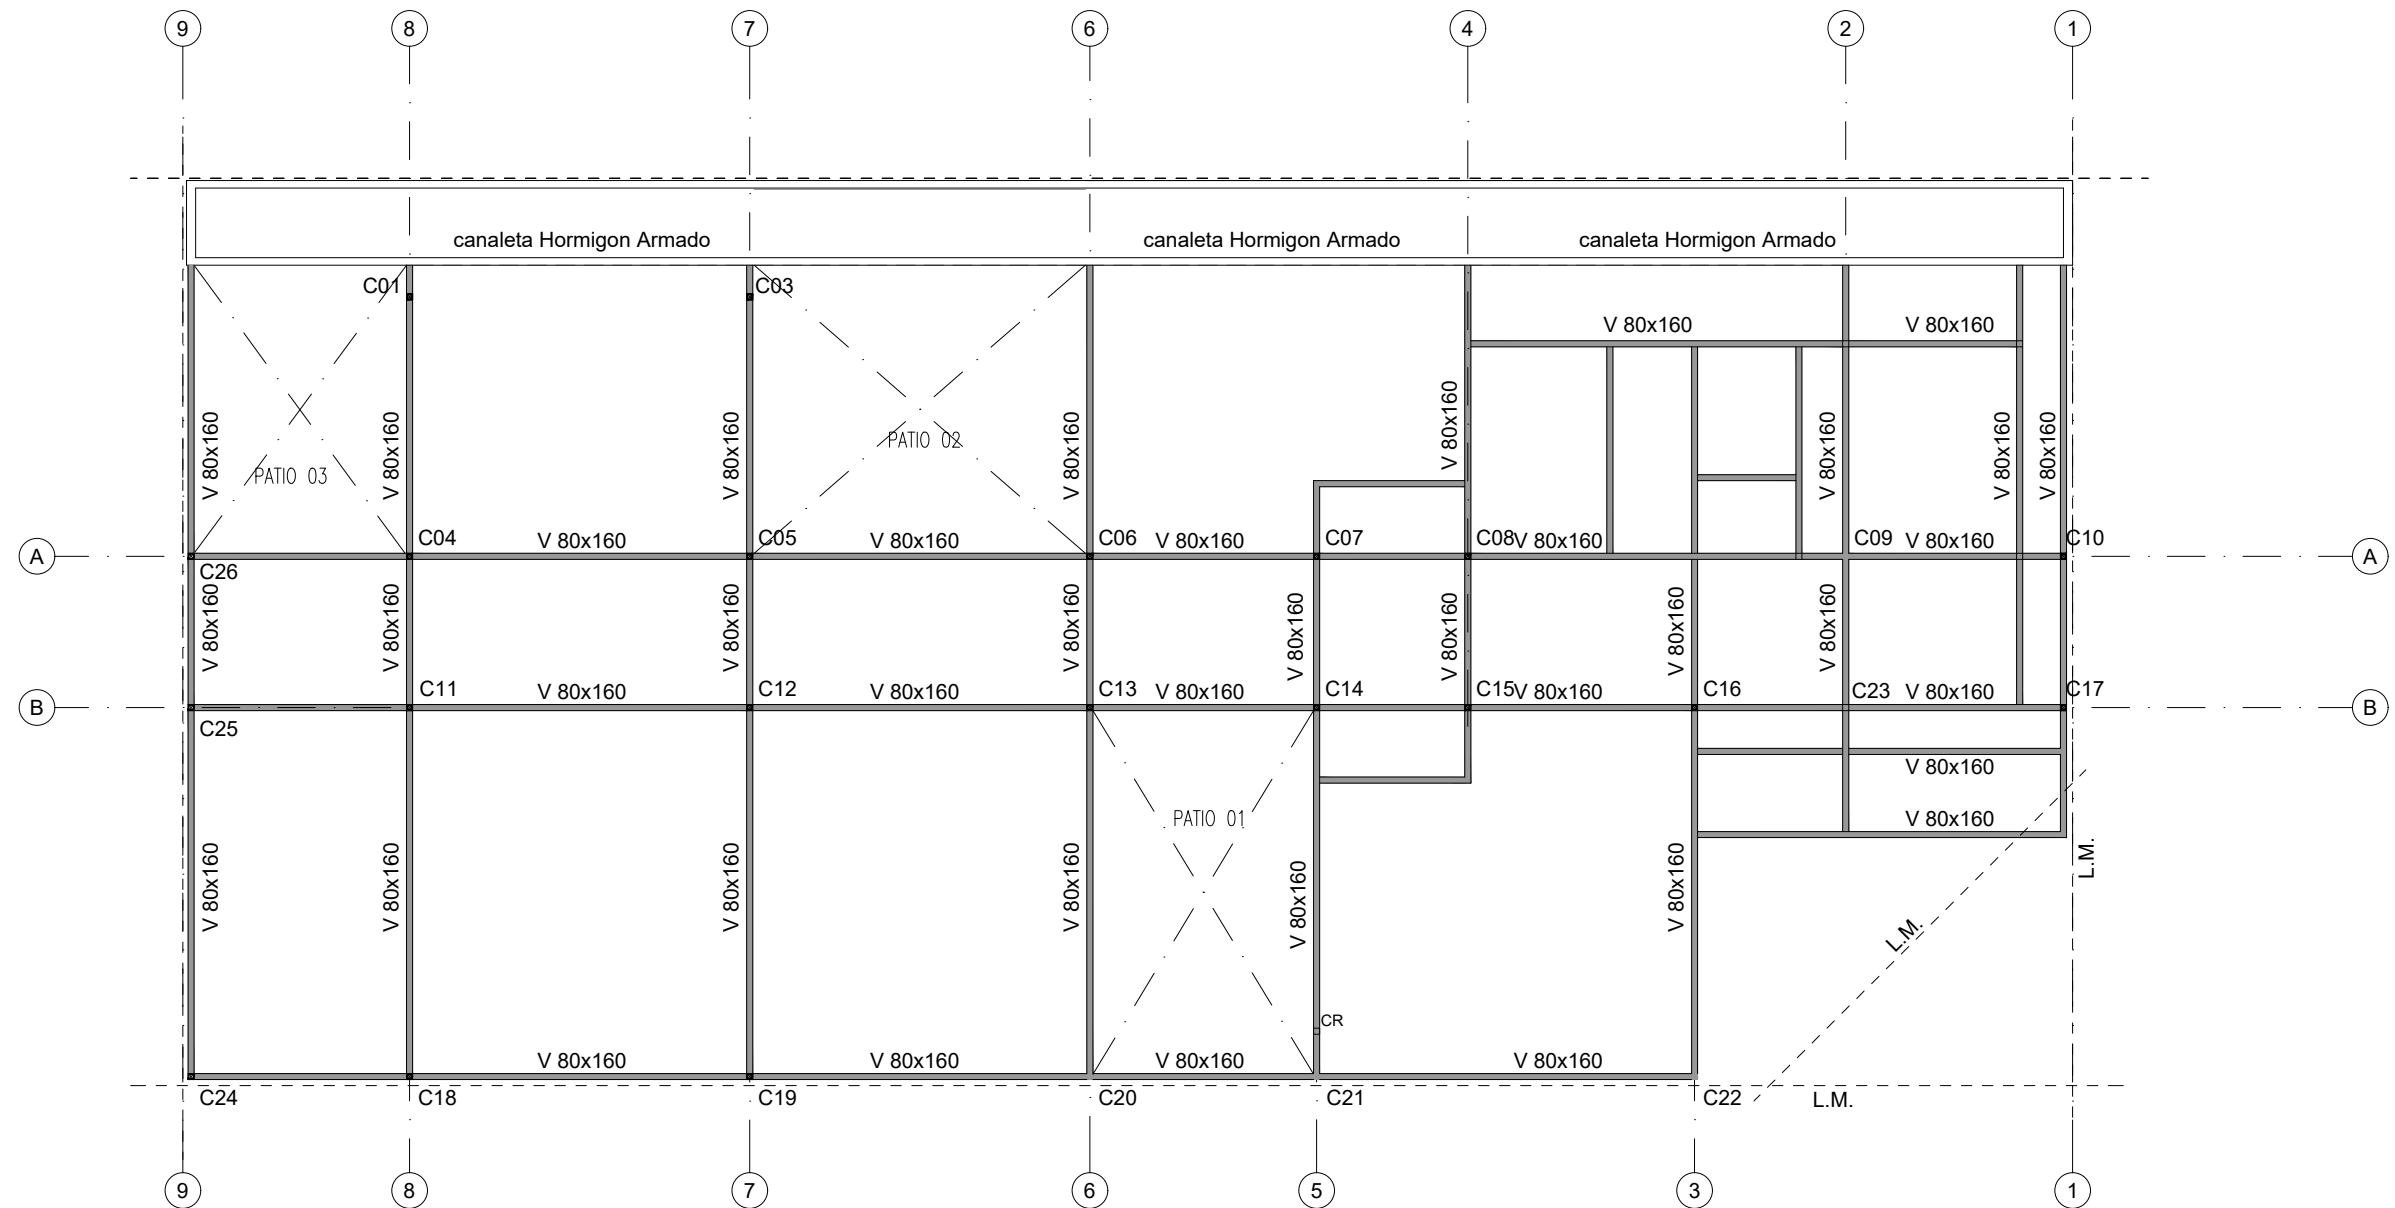 9 8 7 6 4 2 1
canaleta Hormigon Armado canaleta Hormigon Armado canaleta Hormigon Armado
C01 C03
V 80x160 V 80x160
V 80x160 V 80x160 V 80x160 V 80x160 V 80x160 V 80x160 V 80x160 V 80x160
PATIO 02
PATIO 03
C04 V 80x160 C05 V 80x160 C06 V 80x160 C07 C08 V 80x160 C09 V 80x160 C10
A A
C26
V 80x160 V 80x160 V 80x160 V 80x160 V 80x160 V 80x160 V 80x160 V 80x160
C11 V 80x160 C12 V 80x160 C13 V 80x160 C14 C15 V 80x160 C16 C23 V 80x160 C17
B B
C25
V 80x160
PATIO 01
V 80x160
L.M.
V 80x160 V 80x160 V 80x160 V 80x160 V 80x160 V 80x160
L.M.
CR
V 80x160 V 80x160 V 80x160 V 80x160
C24 C18 C19 C20 C21 C22 L.M.
9 8 7 6 5 3 1